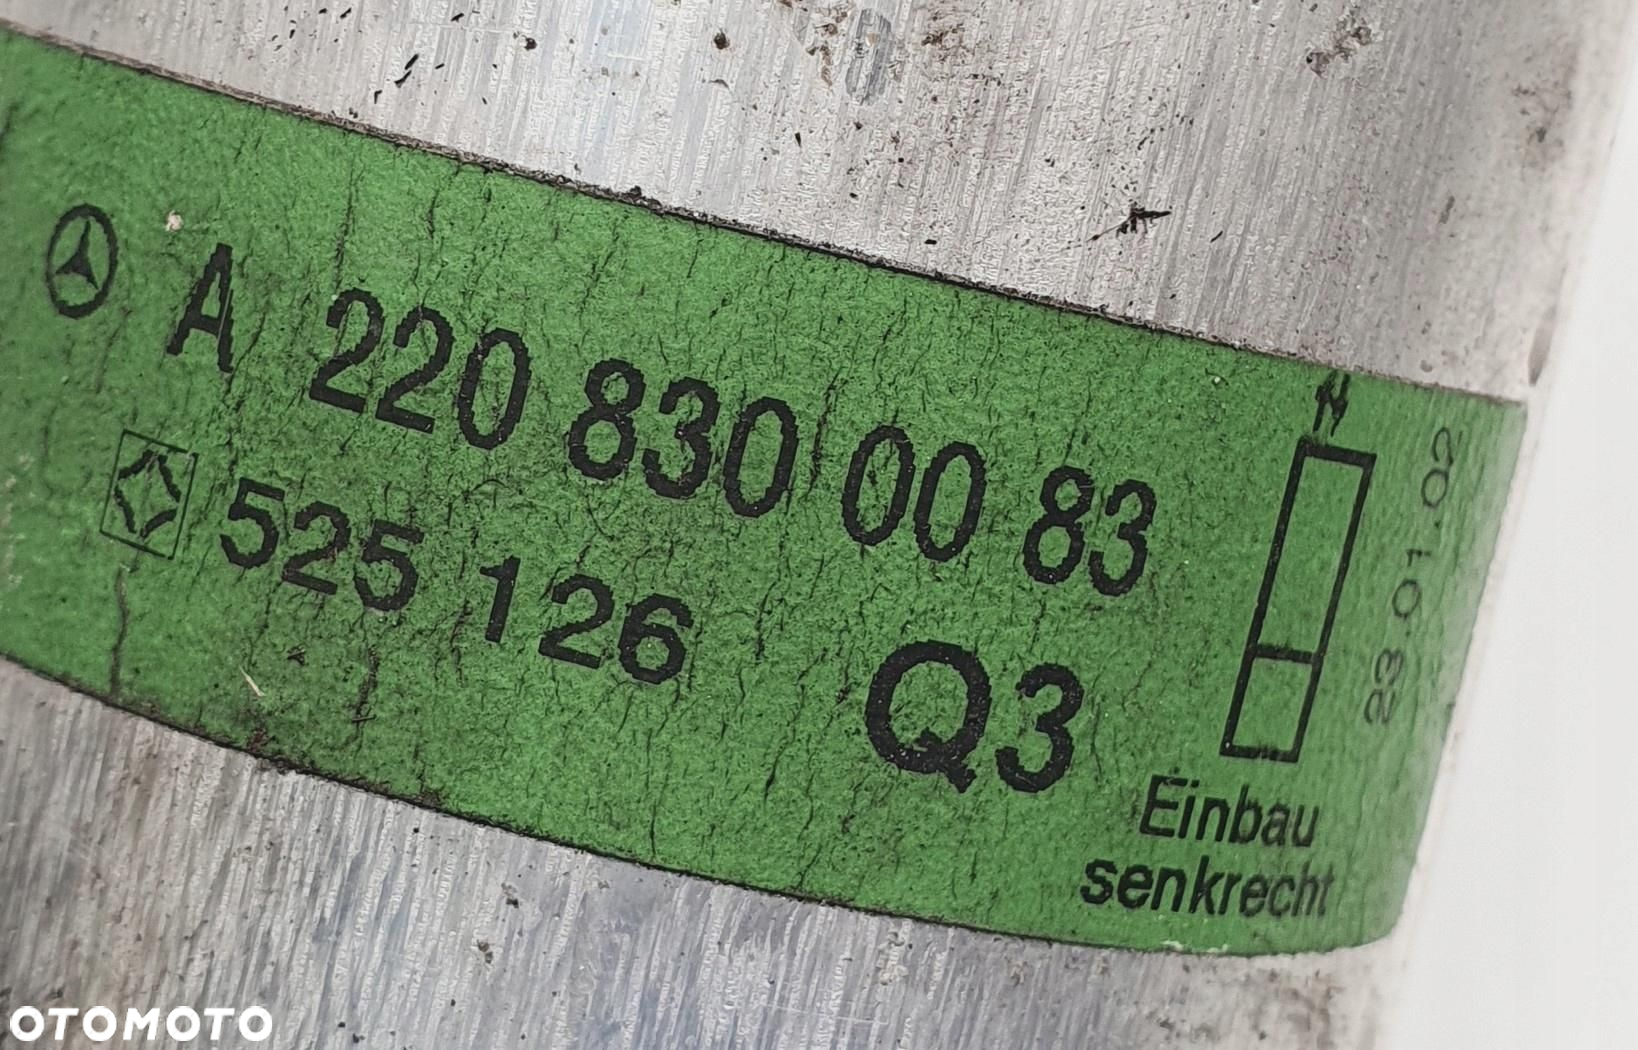 A 220 830 00 83
525 126 Q3
23.01.02
Einbau
senkrecht
OTOMOTO